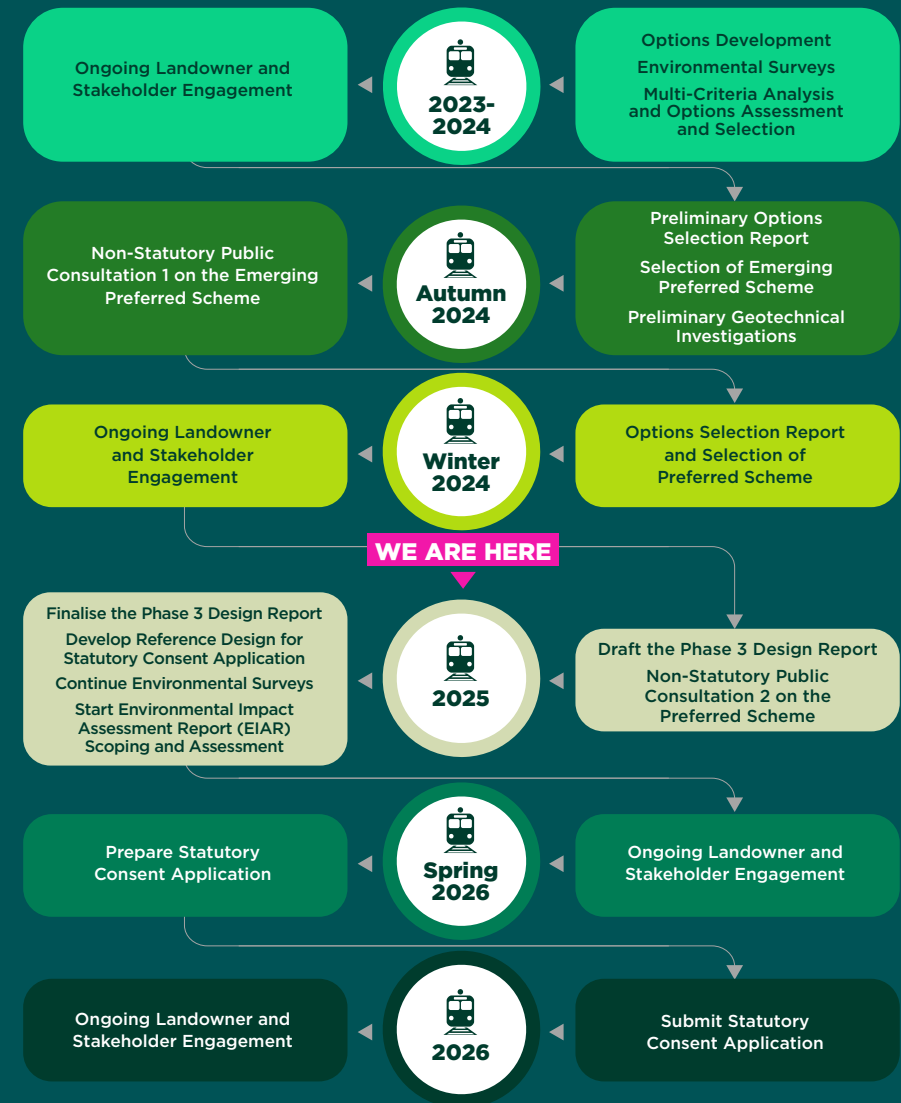 Options Development
Environmental Surveys
Multi-Criteria Analysis
and Options Assessment
and Selection
2023-
2024
Ongoing Landowner and
Stakeholder Engagement
Preliminary Options
Selection Report
Selection of Emerging
Preferred Scheme
Preliminary Geotechnical
Investigations
Autumn
2024
Non-Statutory Public
Consultation 1 on the Emerging
Preferred Scheme
Options Selection Report
and Selection of
Preferred Scheme
Winter
2024
Ongoing Landowner
and Stakeholder
Engagement
WE ARE HERE
Draft the Phase 3 Design Report
Non-Statutory Public
Consultation 2 on the
Preferred Scheme
2025
Finalise the Phase 3 Design Report
Develop Reference Design for
Statutory Consent Application
Continue Environmental Surveys
Start Environmental Impact
Assessment Report (EIAR)
Scoping and Assessment
Ongoing Landowner and
Stakeholder Engagement
Spring
2026
Prepare Statutory
Consent Application
Submit Statutory
Consent Application
2026
Ongoing Landowner and
Stakeholder Engagement